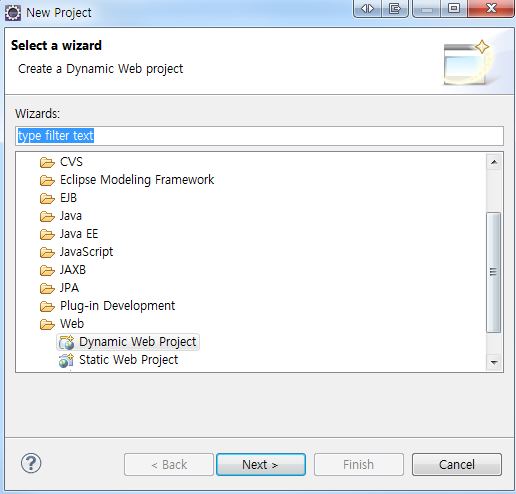 New Project
Select a wizard
Create a Dynamic Web project
Wizards:
type filter text
CVS
Eclipse Modeling Framework
EJB
Java
Java EE
JavaScript
JAXB
JPA
Plug-in Development
Web
Dynamic Web Project
Static Web Project
? < Back Next > Finish Cancel